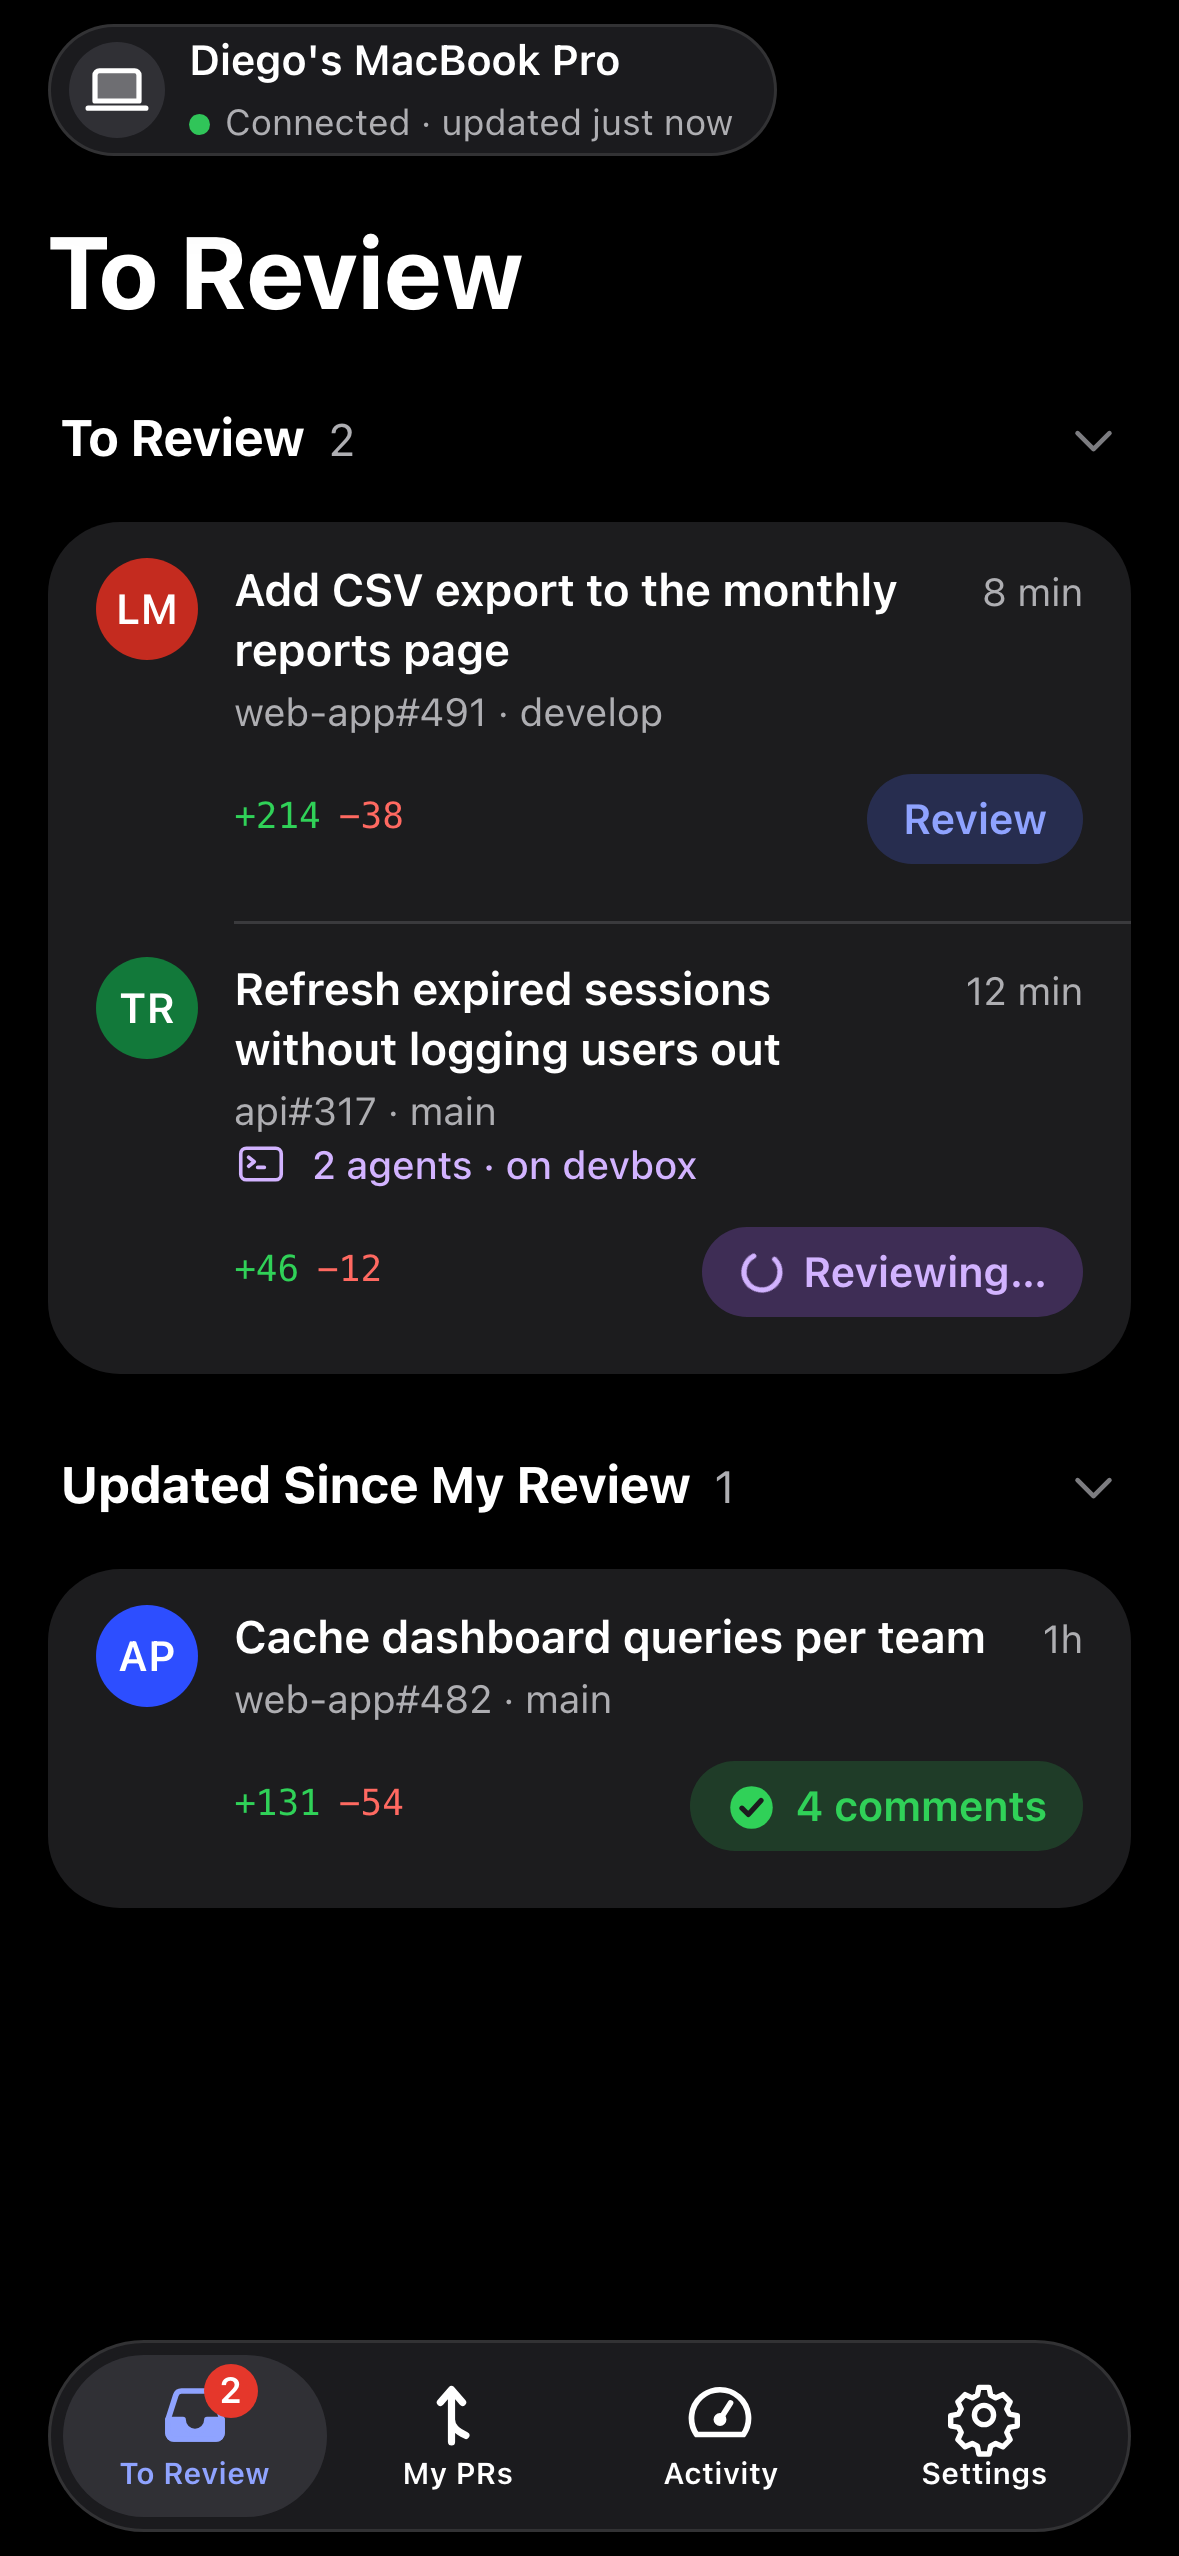 Diego's MacBook Pro
Connected · updated just now
To Review
To Review 2
LM
Add CSV export to the monthly
8 min
reports page
web-app#491 · develop
+214 −38
Review
TR
Refresh expired sessions
12 min
without logging users out
api#317 · main
2 agents · on devbox
+46 −12
Reviewing...
Updated Since My Review 1
AP
Cache dashboard queries per team
1h
web-app#482 · main
+131 −54
4 comments
2
To Review
My PRs
Activity
Settings